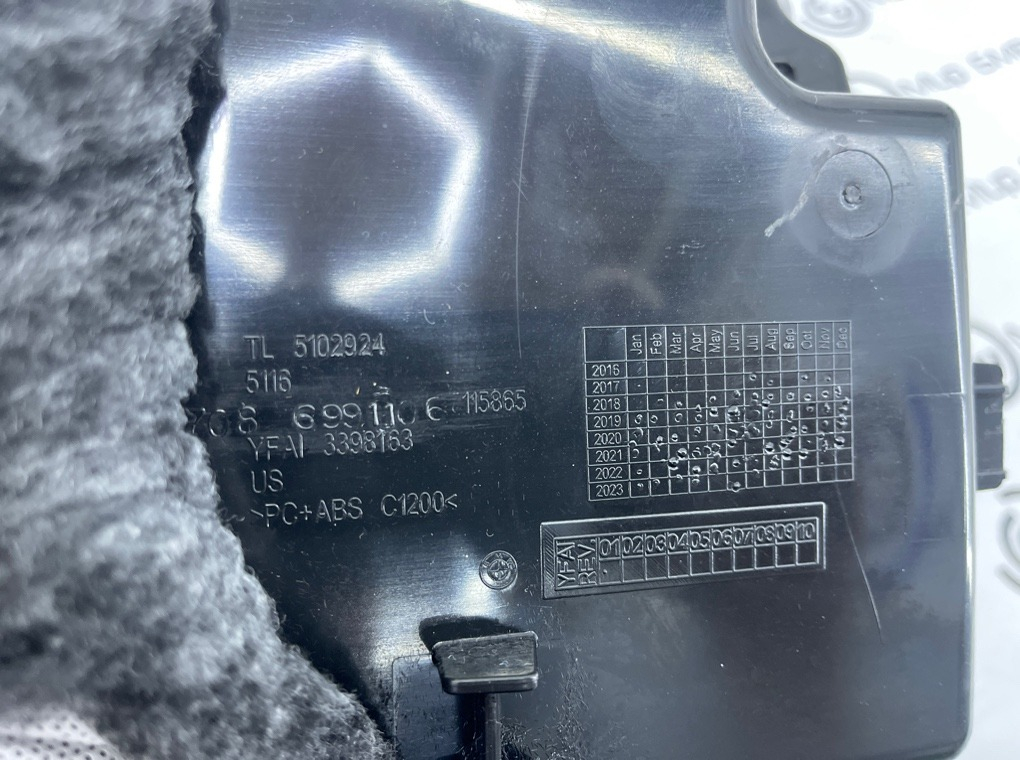 TL 5102924
5116
6991106 115865
YFAI 3398163
US
>PC+ABS C1200<
Jan Feb Mar Apr May Jun Jul Aug Sep Oct Nov Dec
2016
2017
2018
2019
2020
2021
2022
2023
YFAI REV. 01 02 03 04 05 06 07 08 09 10